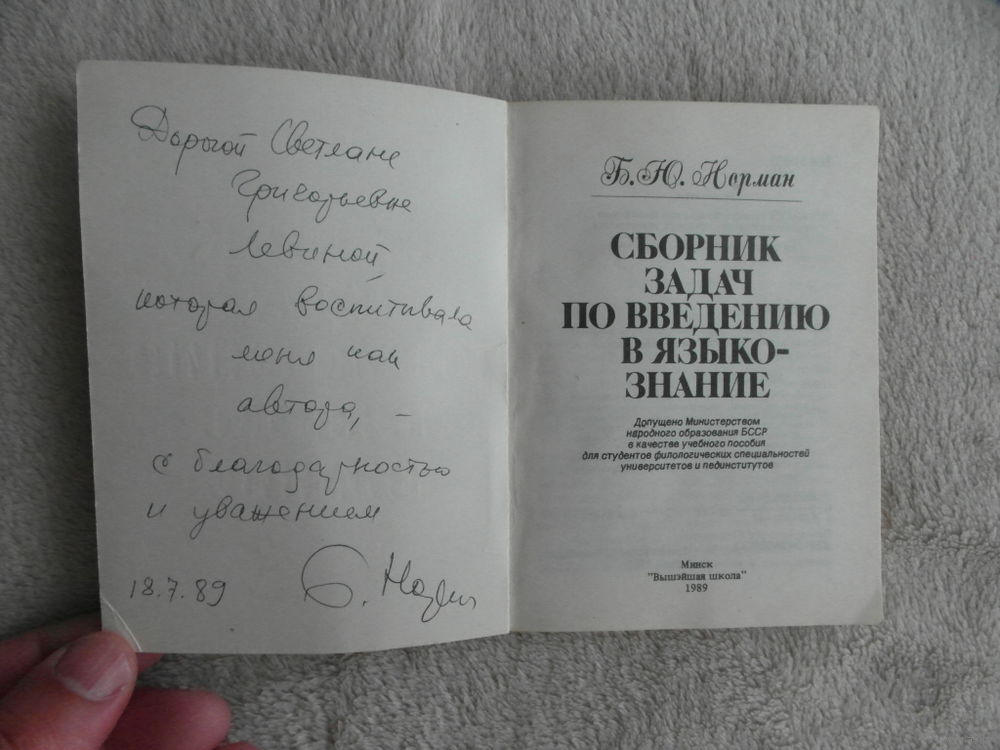 Дорогой Светлане
Григорьевне
Левиной,
которая воспитывала
меня как
автора, –
с благодарностью
и уважением
18.7.89
Б. Норман
Б.Ю. Норман
СБОРНИК
ЗАДАЧ
ПО ВВЕДЕНИЮ
В ЯЗЫКО-
ЗНАНИЕ
Допущено Министерством
народного образования БССР
в качестве учебного пособия
для студентов филологических специальностей
университетов и пединститутов
Минск
"Вышэйшая школа"
1989